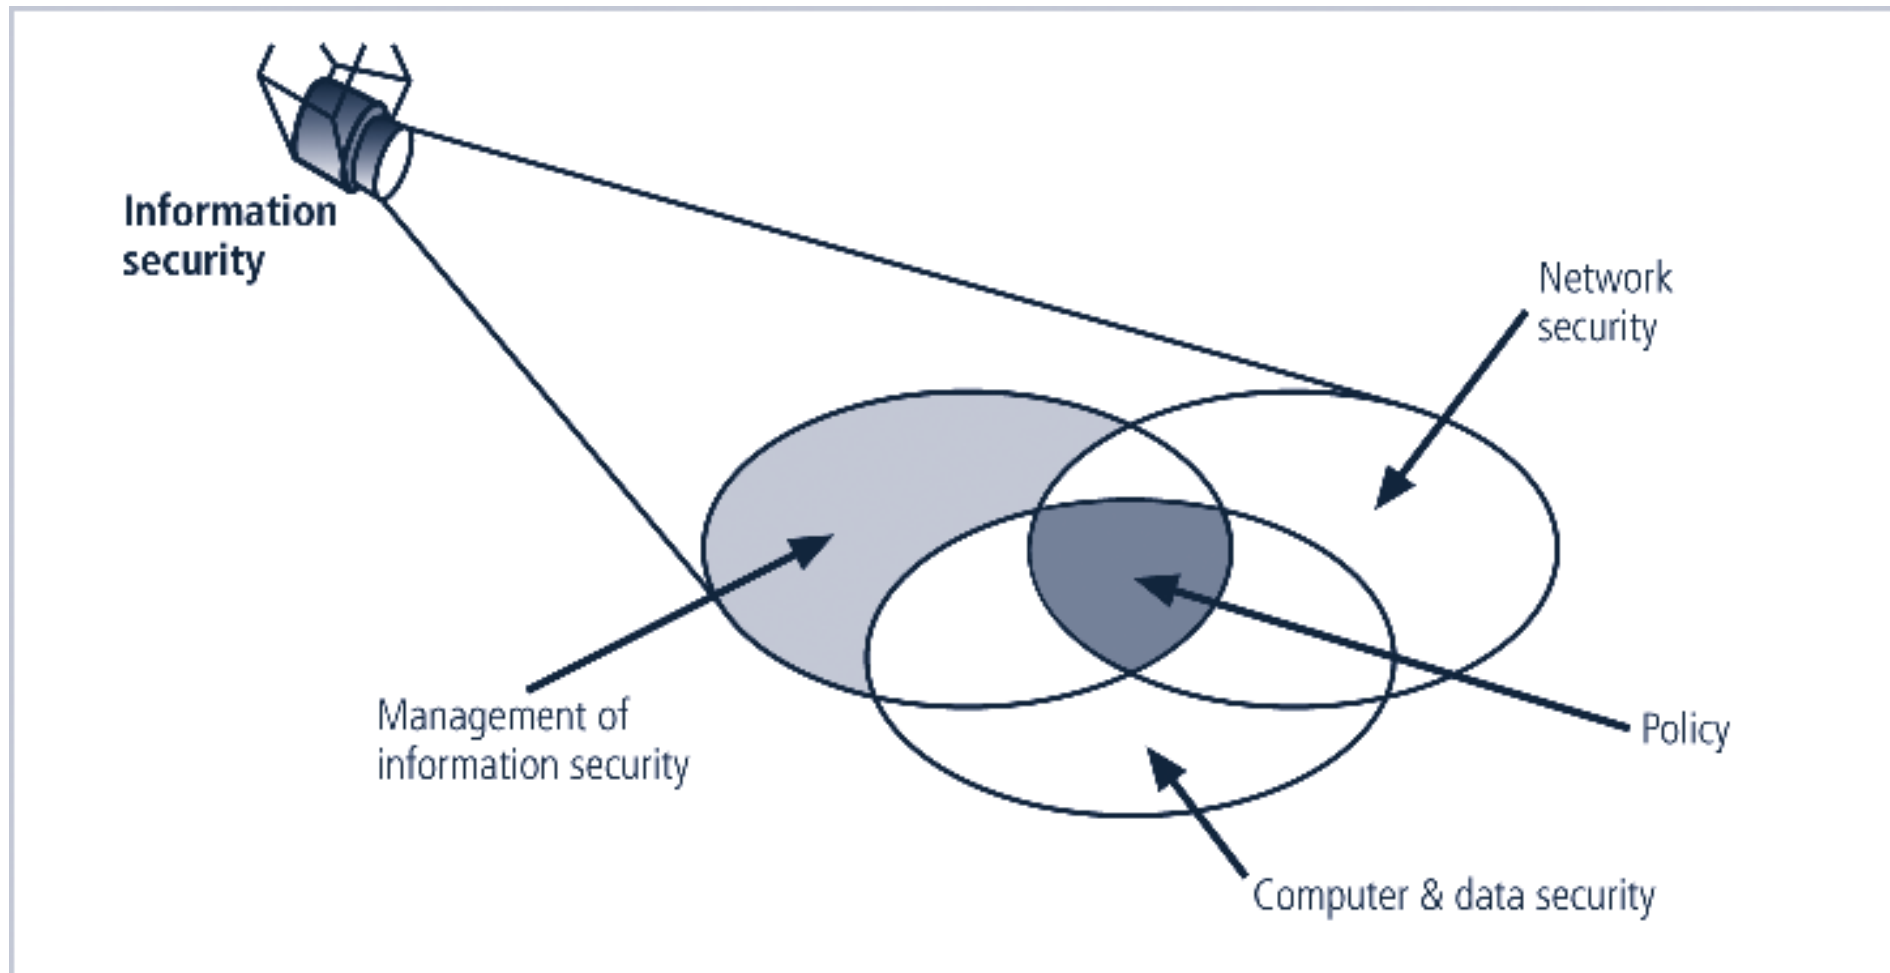 Information
security
Network
security
Management of
information security
Policy
Computer & data security